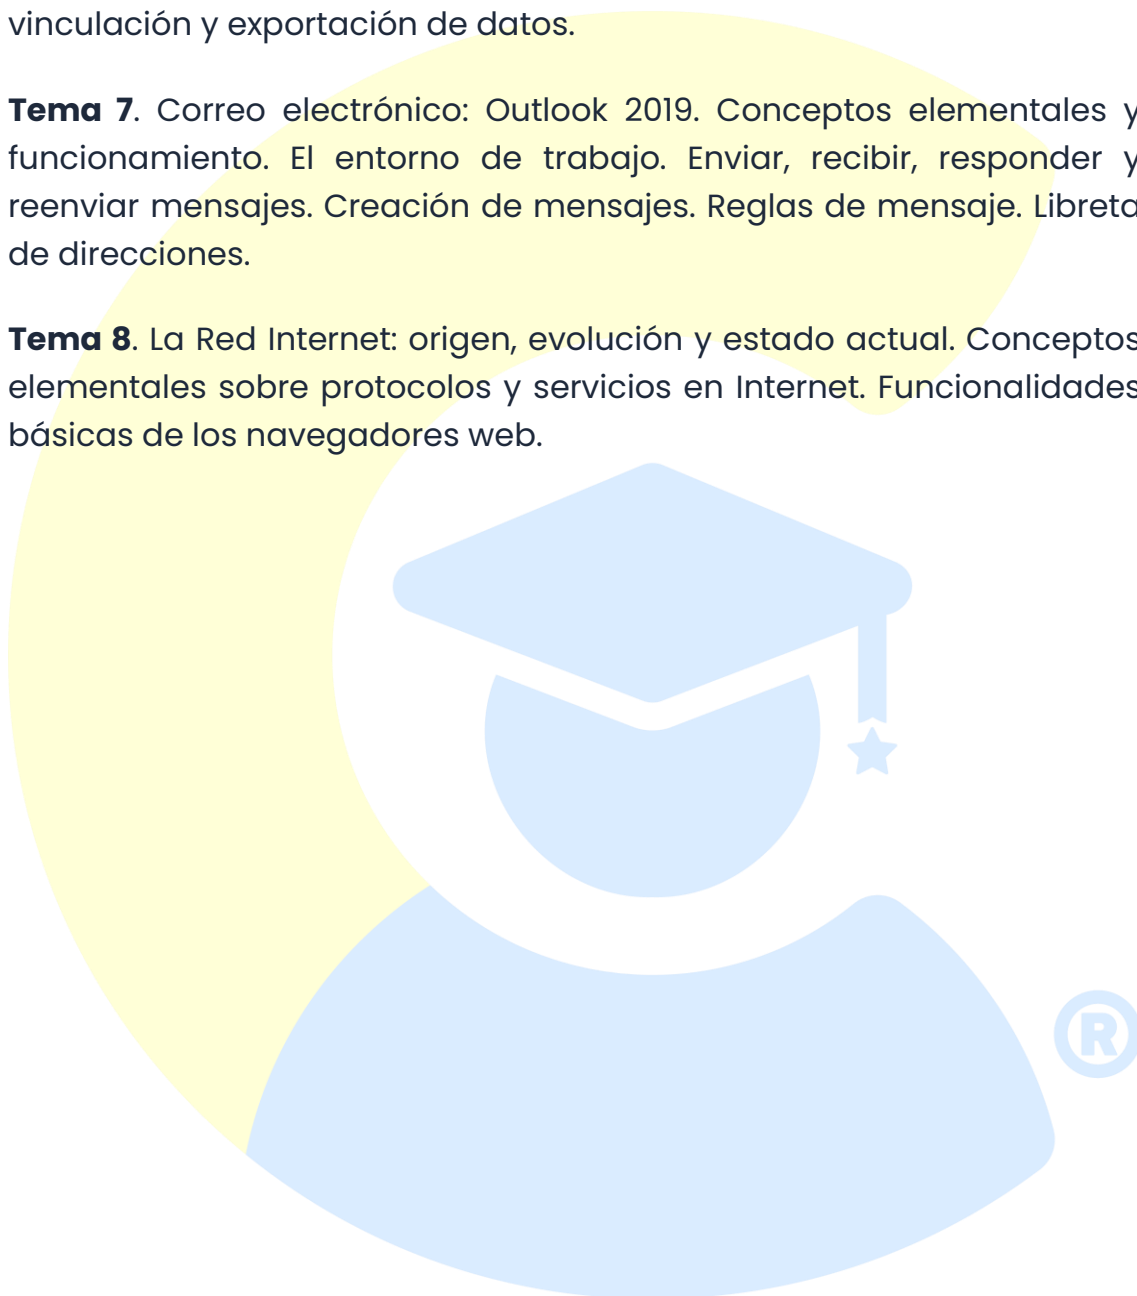 vinculación y exportación de datos.
Tema 7. Correo electrónico: Outlook 2019. Conceptos elementales y
funcionamiento. El entorno de trabajo. Enviar, recibir, responder y
reenviar mensajes. Creación de mensajes. Reglas de mensaje. Libreta
de direcciones.
Tema 8. La Red Internet: origen, evolución y estado actual. Conceptos
elementales sobre protocolos y servicios en Internet. Funcionalidades
básicas de los navegadores web.
®